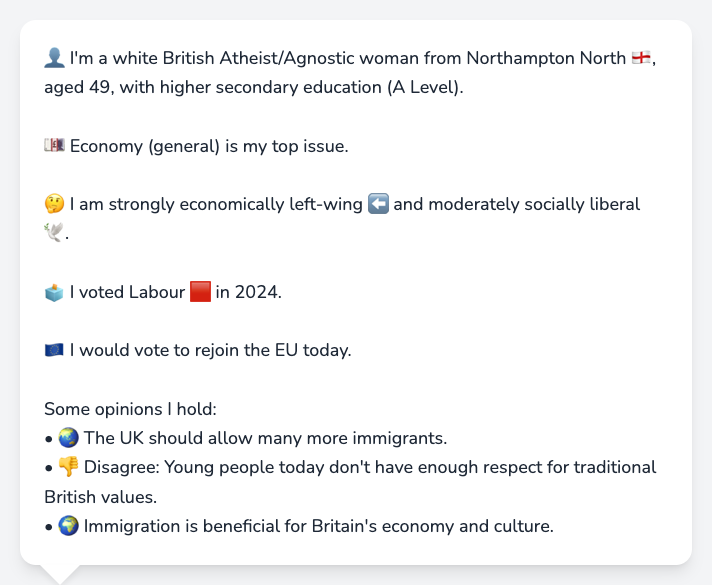 👤 I'm a white British Atheist/Agnostic woman from Northampton North 🏴󠁧󠁢󠁥󠁮󠁧󠁿,
aged 49, with higher secondary education (A Level).
💷 Economy (general) is my top issue.
🤔 I am strongly economically left-wing ⬅️ and moderately socially liberal
🕊️.
🗳️ I voted Labour 🟥 in 2024.
🇪🇺 I would vote to rejoin the EU today.
Some opinions I hold:
• 🌏 The UK should allow many more immigrants.
• 👎 Disagree: Young people today don't have enough respect for traditional
British values.
• 🌍 Immigration is beneficial for Britain's economy and culture.